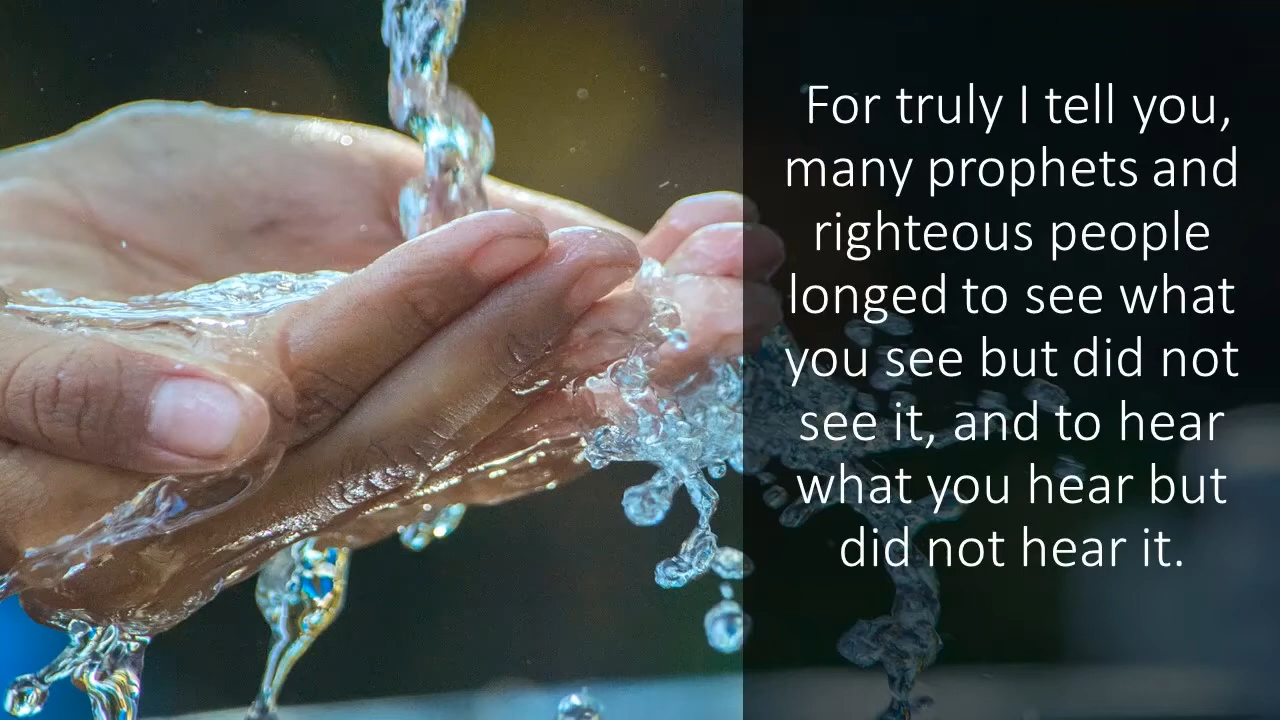 For truly I tell you,
many prophets and
righteous people
longed to see what
you see but did not
see it, and to hear
what you hear but
did not hear it.